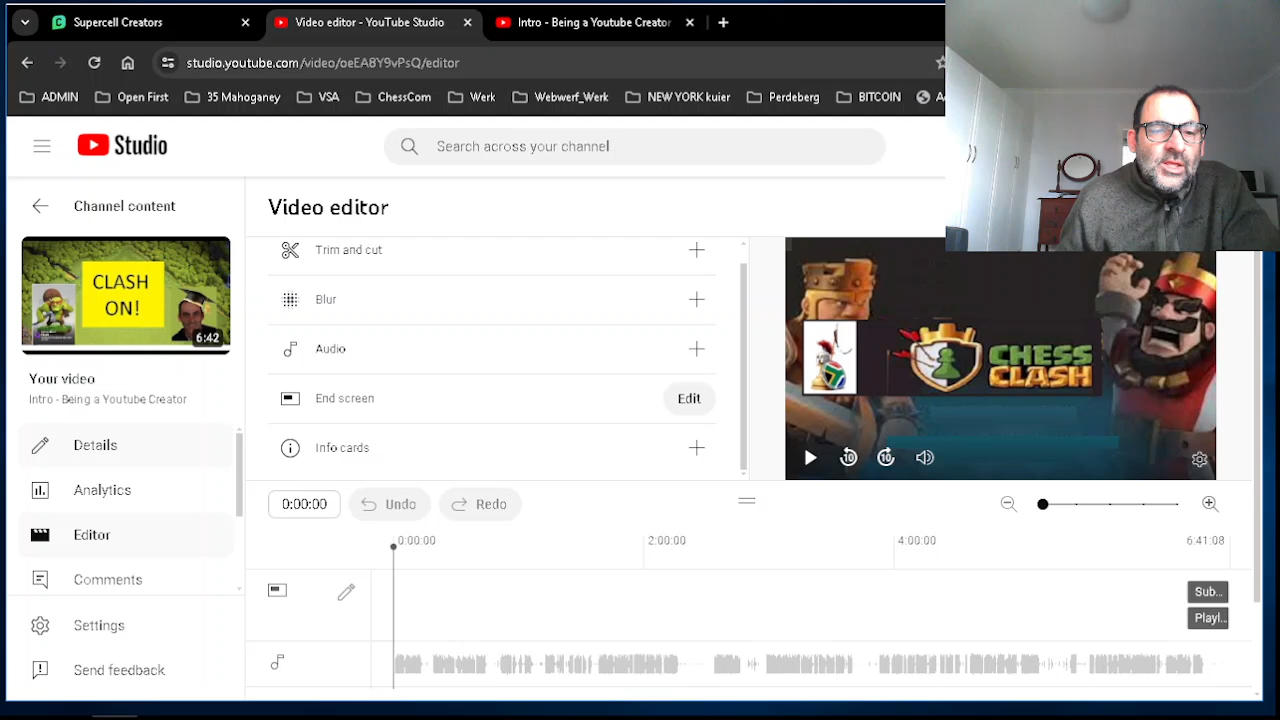 Supercell Creators
Video editor - YouTube Studio
Intro - Being a Youtube Creator
studio.youtube.com/video/oeEA8Y9vPsQ/editor
ADMIN
Open First
35 Mahoganey
VSA
ChessCom
Werk
Webwerf_Werk
NEW YORK kuier
Perdeberg
BITCOIN
Studio
Search across your channel
Channel content
Video editor
CLASH
ON!
6:42
Your video
Intro - Being a Youtube Creator
Details
Analytics
Editor
Comments
Settings
Send feedback
Trim and cut
Blur
Audio
End screen
Edit
Info cards
CHESS
CLASH
10
10
0:00:00
Undo
Redo
0:00:00
2:00:00
4:00:00
6:41:08
Sub...
Playl...